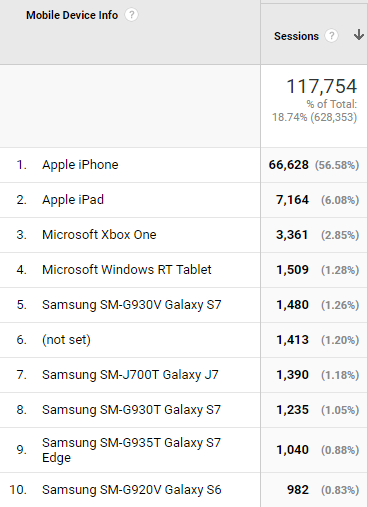 Mobile Device Info ?
Sessions ?
117,754
% of Total:
18.74% (628,353)
1. Apple iPhone 66,628 (56.58%)
2. Apple iPad 7,164 (6.08%)
3. Microsoft Xbox One 3,361 (2.85%)
4. Microsoft Windows RT Tablet 1,509 (1.28%)
5. Samsung SM-G930V Galaxy S7 1,480 (1.26%)
6. (not set) 1,413 (1.20%)
7. Samsung SM-J700T Galaxy J7 1,390 (1.18%)
8. Samsung SM-G930T Galaxy S7 1,235 (1.05%)
9. Samsung SM-G935T Galaxy S7
Edge 1,040 (0.88%)
10. Samsung SM-G920V Galaxy S6 982 (0.83%)